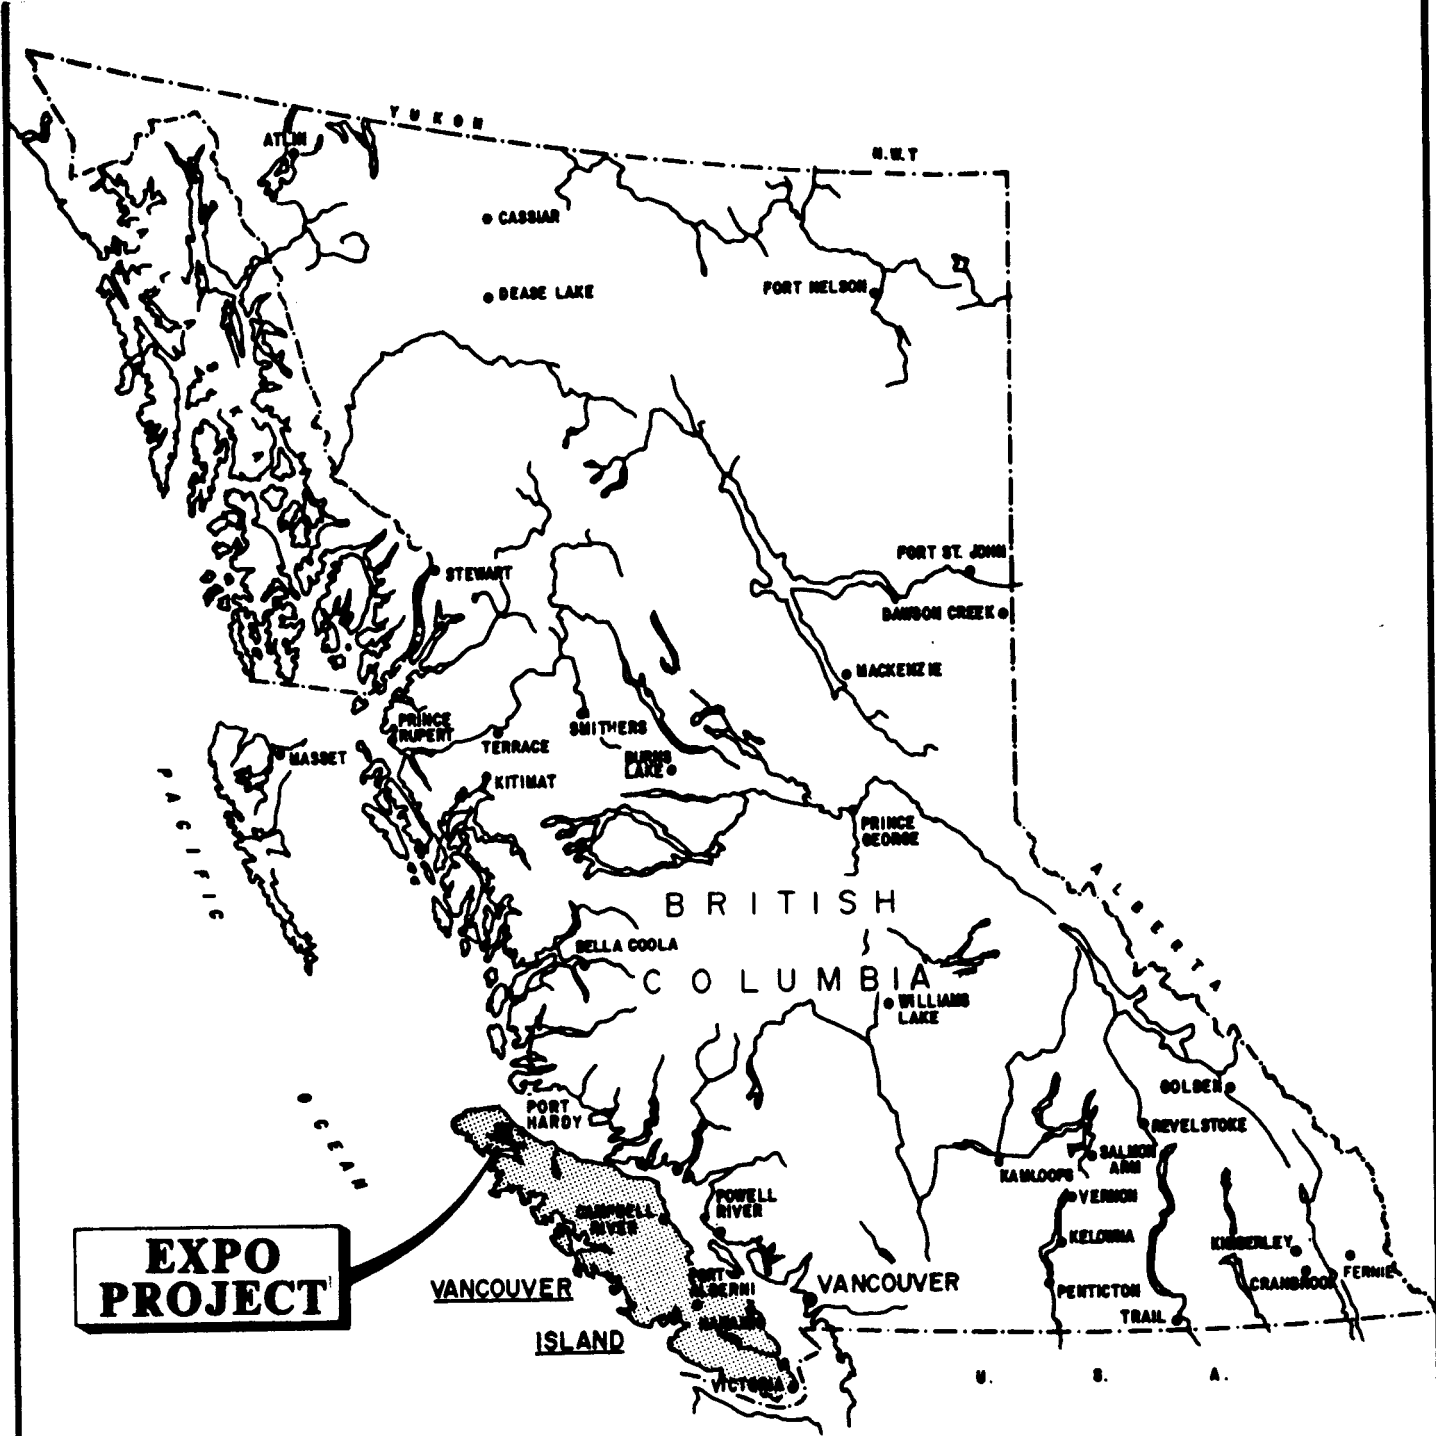 YUKON
N.W.T
ATLIN
CASSIAR
DEASE LAKE
FORT NELSON
STEWART
FORT ST. JOHN
DAWSON CREEK
MACKENZIE
PRINCE
RUPERT
TERRACE
SMITHERS
BURNS
LAKE
MASSET
KITIMAT
PRINCE
GEORGE
PACIFIC
OCEAN
ALBERTA
BRITISH
COLUMBIA
BELLA COOLA
WILLIAMS
LAKE
GOLDEN
REVELSTOKE
PORT
HARDY
SALMON
ARM
KAMLOOPS
VERNON
POWELL
RIVER
CAMPBELL
RIVER
KELOWNA
KIMBERLEY
FERNIE
CRANBROOK
EXPO
PROJECT
VANCOUVER
ISLAND
PORT
ALBERNI
VANCOUVER
PENTICTON
NANAIMO
TRAIL
VICTORIA
U. S. A.